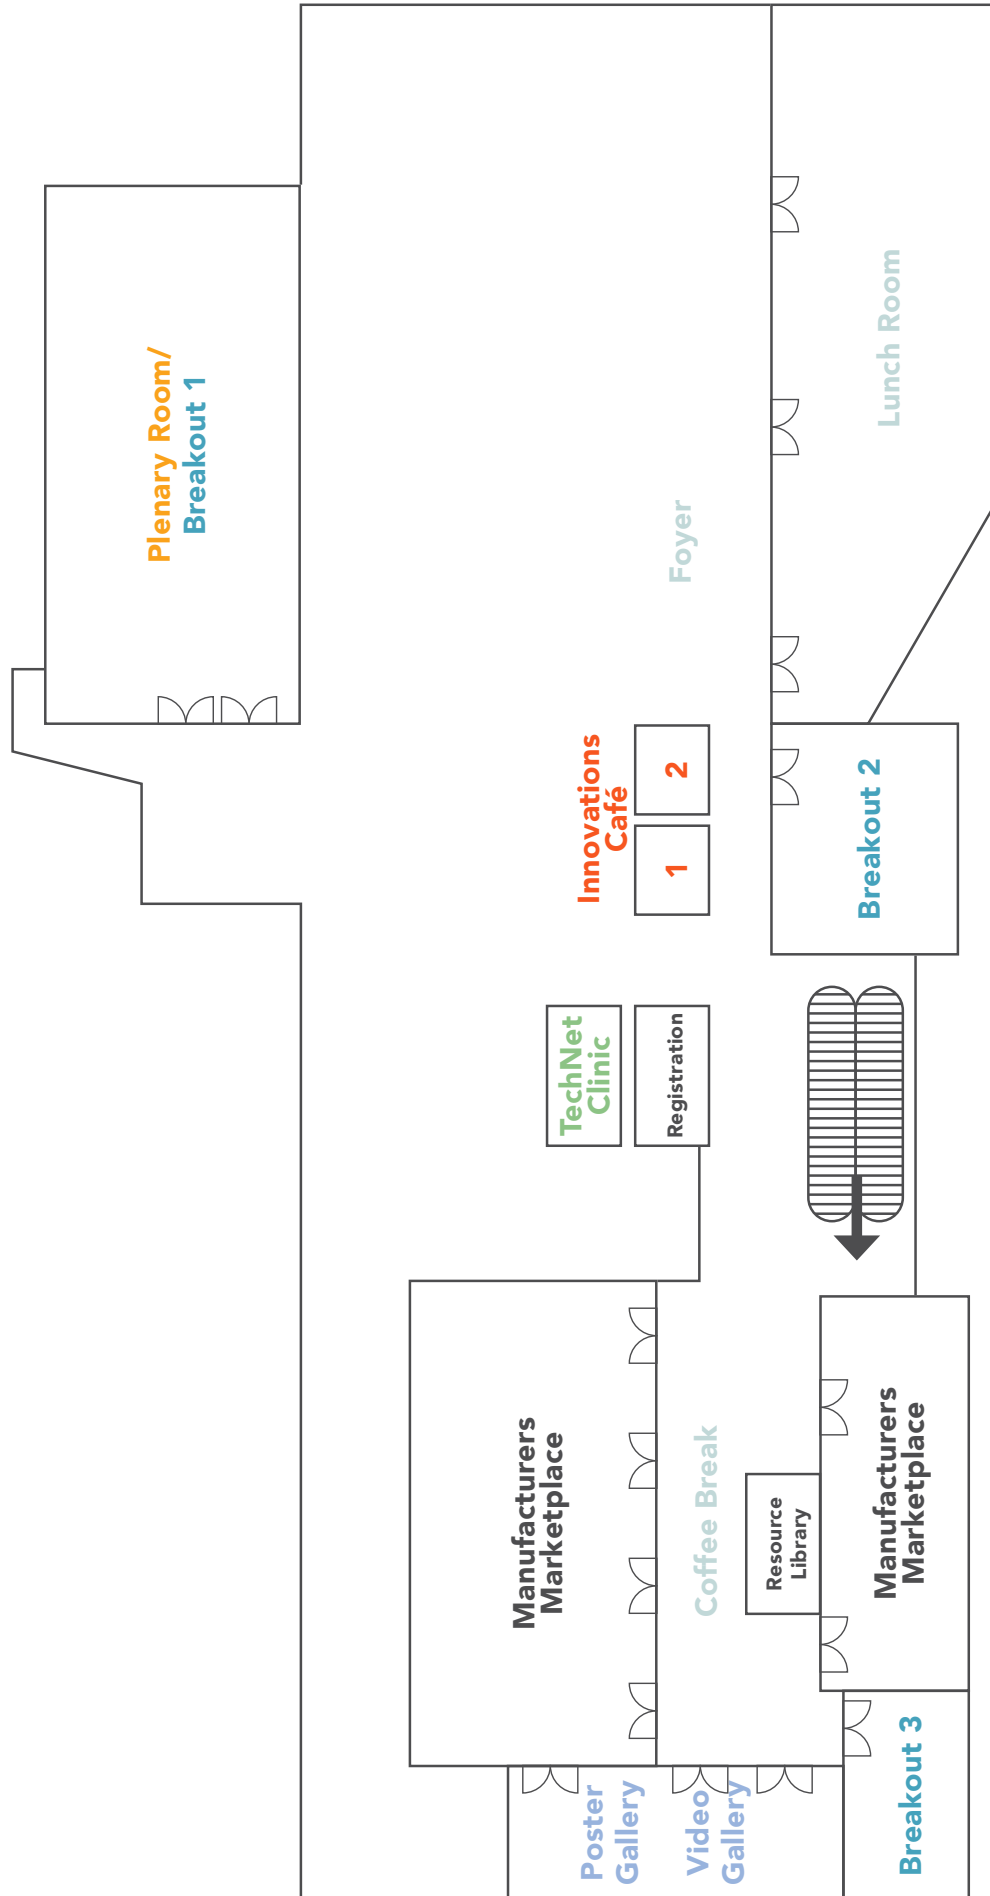 Plenary Room/
Breakout 1
Lunch Room
Foyer
Innovations
Café
2
1
Breakout 2
TechNet
Clinic
Registration
Manufacturers
Marketplace
Coffee Break
Resource
Library
Manufacturers
Marketplace
Poster
Gallery
Video
Gallery
Breakout 3